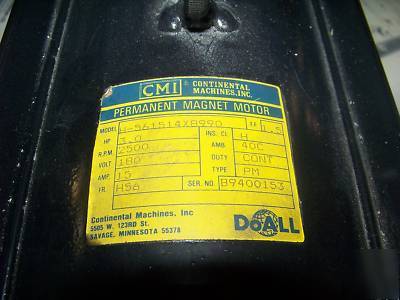 CMI CONTINENTAL MACHINES, INC.
PERMANENT MAGNET MOTOR
MODEL 561514X8990
HP 3.0 INS. CL H
R.P.M 2500 AMB 40C
VOLT 180 DUTY CONT
AMP. 15 TYPE PM
FR. H56 SER. NO. B9400153
Continental Machines, Inc
5505 W. 123RD St.
SAVAGE, MINNESOTA 55378
DoALL